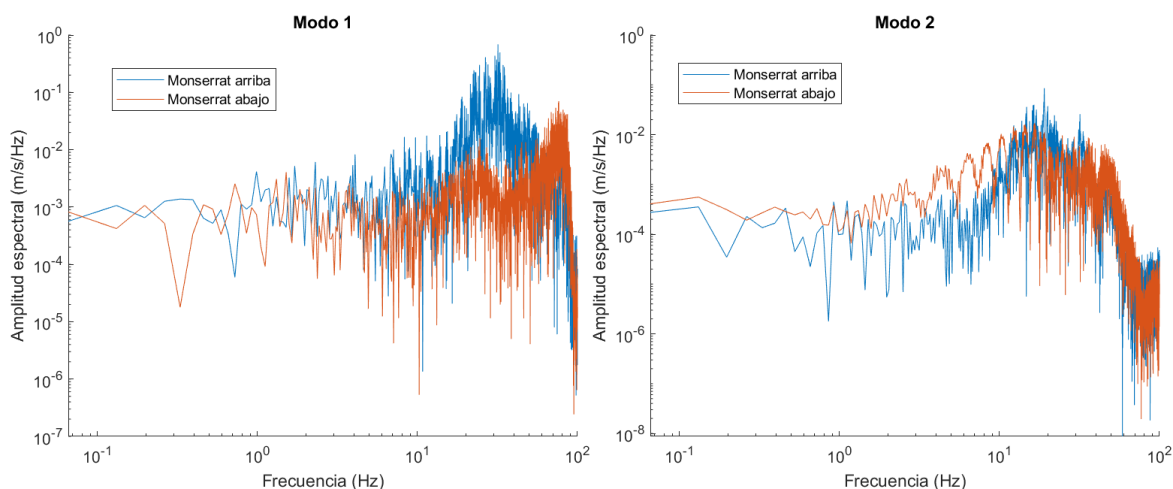 Modo 1
10^0
10^-1
10^-2
10^-3
10^-4
10^-5
10^-6
10^-7
Amplitud espectral (m/s/Hz)
Monserrat arriba
Monserrat abajo
10^-1
10^0
10^1
10^2
Frecuencia (Hz)
Modo 2
10^0
10^-2
10^-4
10^-6
10^-8
Amplitud espectral (m/s/Hz)
Monserrat arriba
Monserrat abajo
10^-1
10^0
10^1
10^2
Frecuencia (Hz)